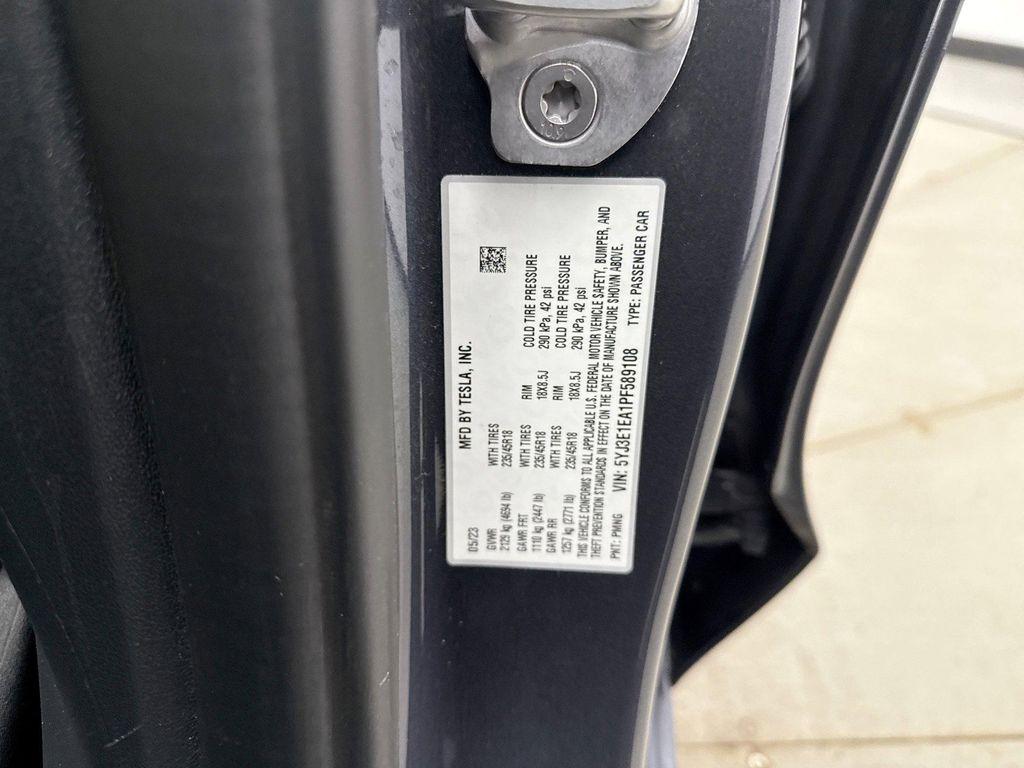 10.9
05/23
MFD BY TESLA, INC.
GVWR WITH TIRES
2129 kg (4694 lb) 235/45R18
GAWR FRT WITH TIRES RIM COLD TIRE PRESSURE
1110 kg (2447 lb) 235/45R18 18X8.5J 290 kPa, 42 psi
GAWR RR WITH TIRES RIM COLD TIRE PRESSURE
1257 kg (2771 lb) 235/45R18 18X8.5J 290 kPa, 42 psi
THIS VEHICLE CONFORMS TO ALL APPLICABLE U.S. FEDERAL MOTOR VEHICLE SAFETY, BUMPER, AND
THEFT PREVENTION STANDARDS IN EFFECT ON THE DATE OF MANUFACTURE SHOWN ABOVE.
PNT: PMNG VIN: 5YJ3E1EA1PF589108 TYPE: PASSENGER CAR